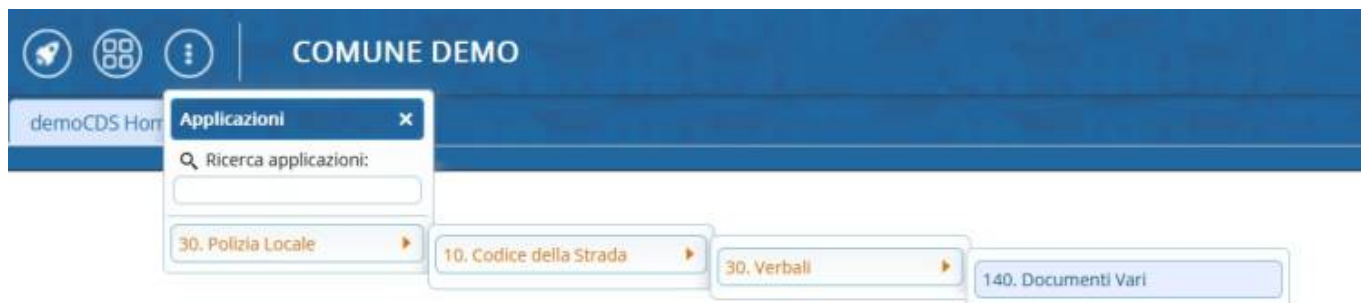 COMUNE DEMO
demoCDS Hom
Applicazioni
Ricerca applicazioni:
30. Polizia Locale
10. Codice della Strada
30. Verbali
140. Documenti Vari